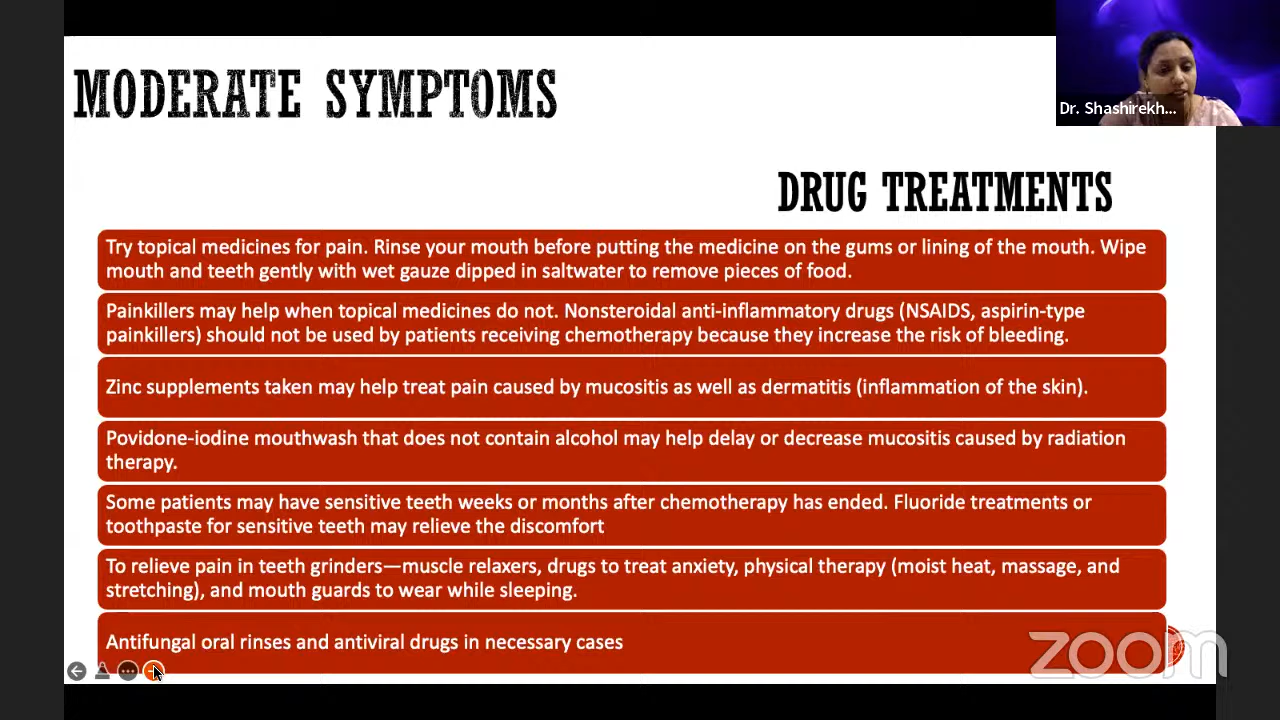 MODERATE SYMPTOMS
Dr. Shashirekh...
DRUG TREATMENTS
Try topical medicines for pain. Rinse your mouth before putting the medicine on the gums or lining of the mouth. Wipe
mouth and teeth gently with wet gauze dipped in saltwater to remove pieces of food.
Painkillers may help when topical medicines do not. Nonsteroidal anti-inflammatory drugs (NSAIDS, aspirin-type
painkillers) should not be used by patients receiving chemotherapy because they increase the risk of bleeding.
Zinc supplements taken may help treat pain caused by mucositis as well as dermatitis (inflammation of the skin).
Povidone-iodine mouthwash that does not contain alcohol may help delay or decrease mucositis caused by radiation
therapy.
Some patients may have sensitive teeth weeks or months after chemotherapy has ended. Fluoride treatments or
toothpaste for sensitive teeth may relieve the discomfort
To relieve pain in teeth grinders—muscle relaxers, drugs to treat anxiety, physical therapy (moist heat, massage, and
stretching), and mouth guards to wear while sleeping.
Antifungal oral rinses and antiviral drugs in necessary cases
zoom